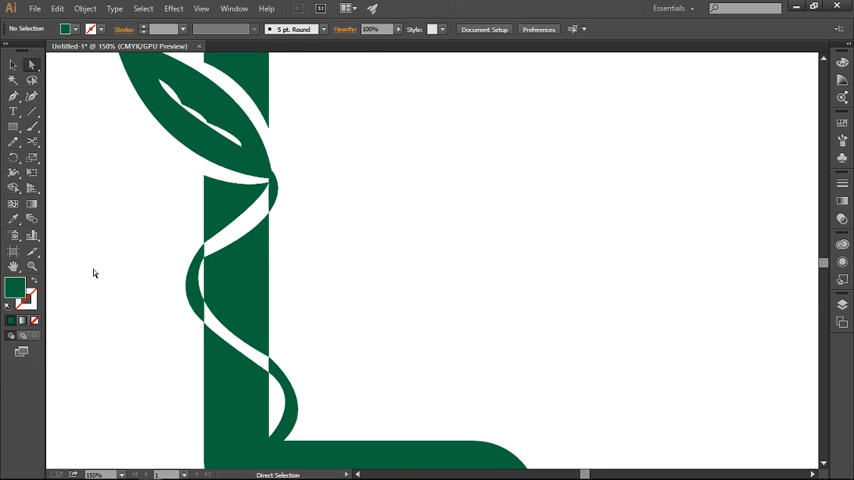 Ai File Edit Object Type Select Effect View Window Help Essentials
No Selection Stroke: 5 pt. Round Opacity: 100% Style: Document Setup Preferences
Untitled-1* @ 150% (CMYK/GPU Preview) ×
150% 1 Direct Selection